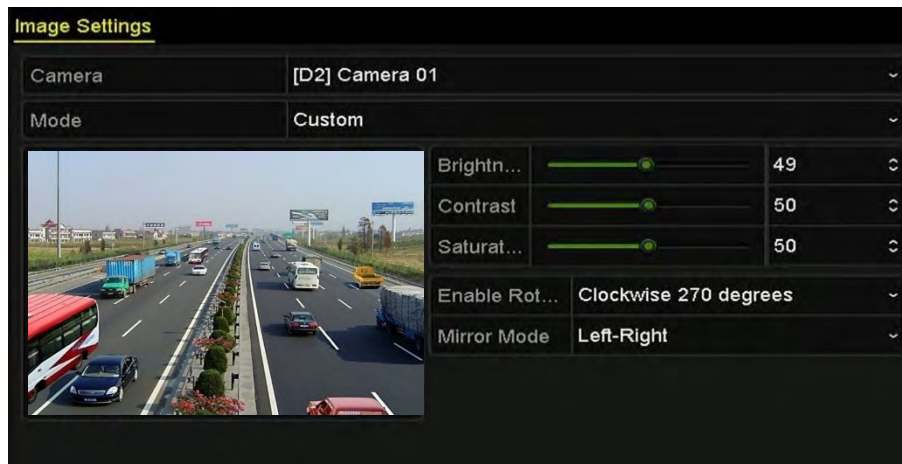 Image Settings
Camera [D2] Camera 01
Mode Custom
Brightn... 49
Contrast 50
Saturat... 50
Enable Rot... Clockwise 270 degrees
Mirror Mode Left-Right